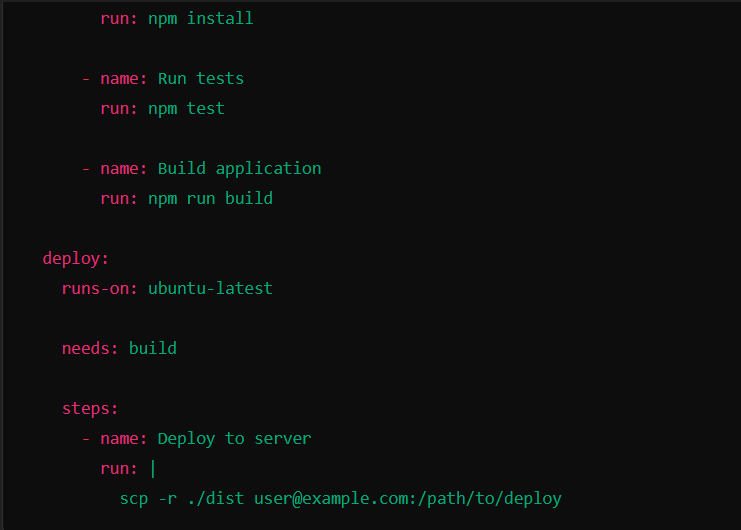 run: npm install
- name: Run tests
run: npm test
- name: Build application
run: npm run build
deploy:
runs-on: ubuntu-latest
needs: build
steps:
- name: Deploy to server
run: |
scp -r ./dist user@example.com:/path/to/deploy